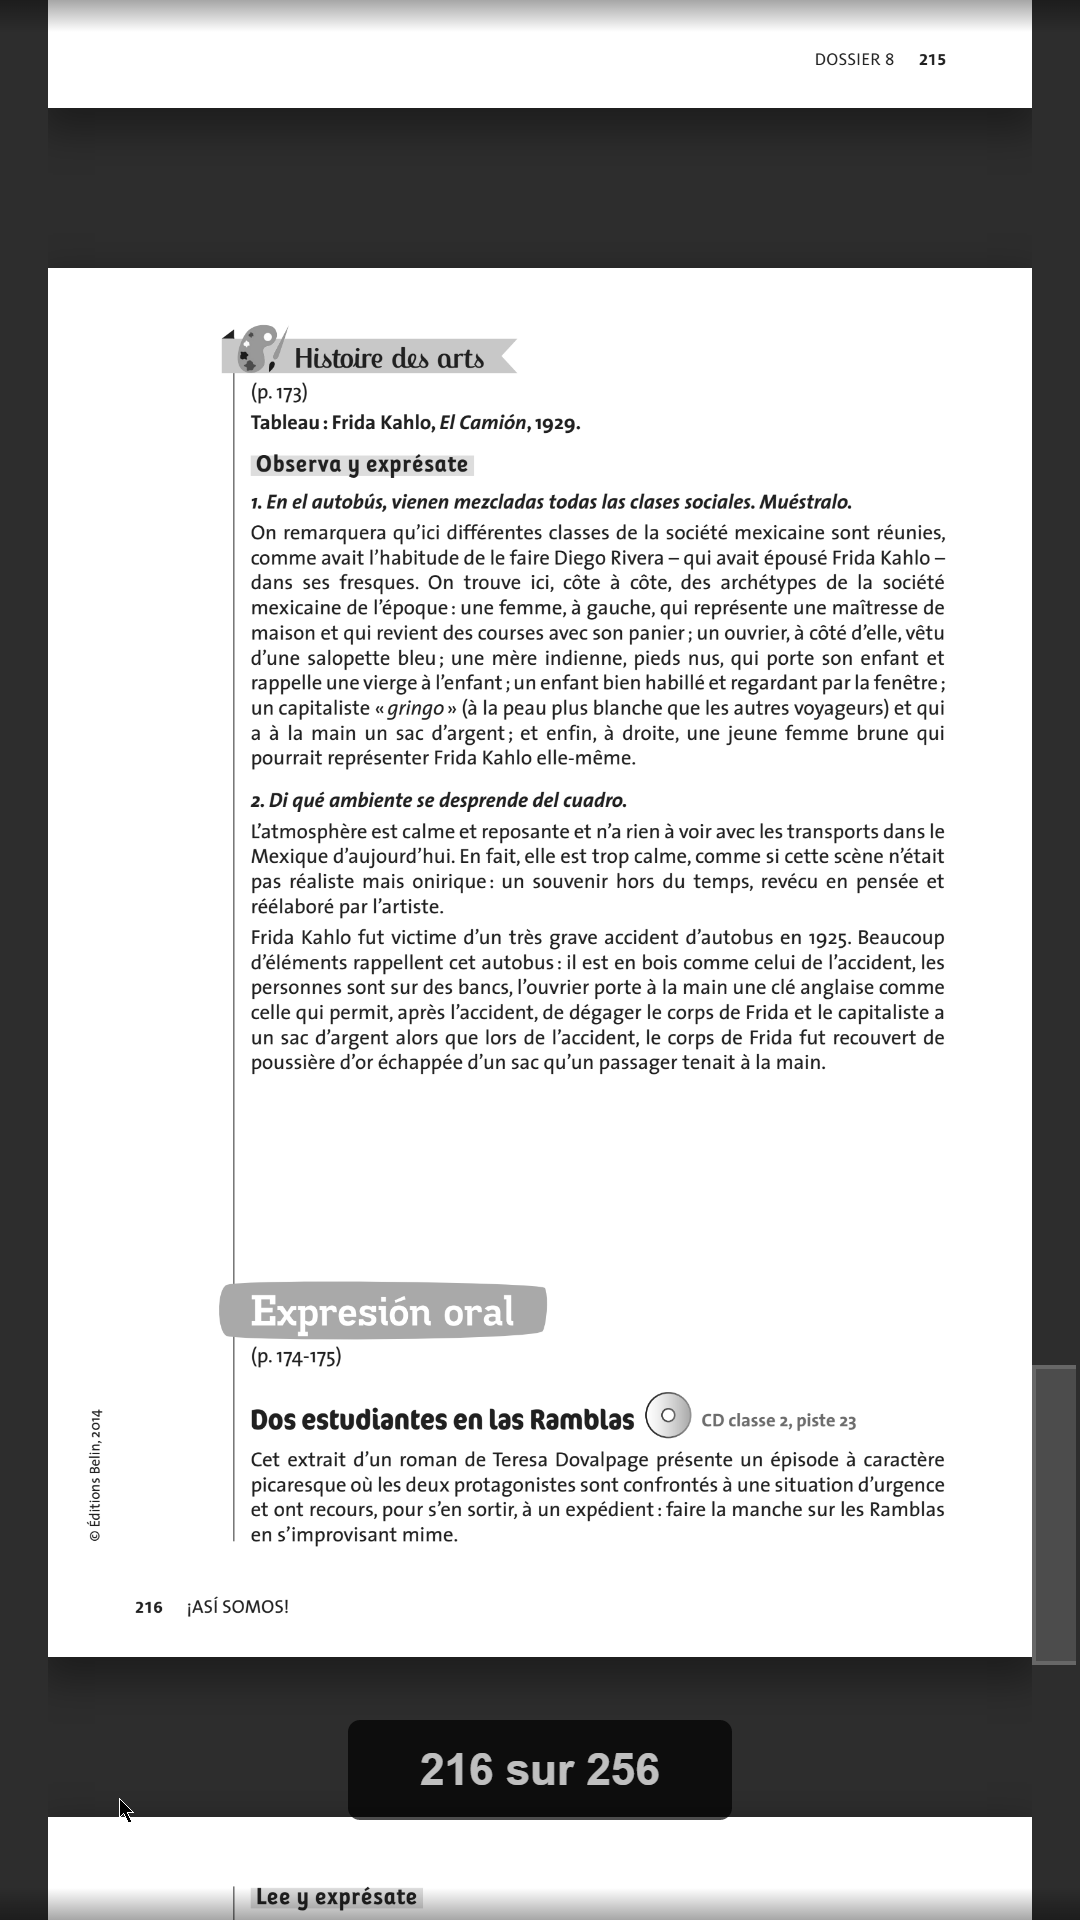 DOSSIER 8 215
Histoire des arts
(p. 173)
Tableau : Frida Kahlo, El Camión, 1929.
Observa y exprésate
1. En el autobús, vienen mezcladas todas las clases sociales. Muéstralo.
On remarquera qu’ici différentes classes de la société mexicaine sont réunies,
comme avait l’habitude de le faire Diego Rivera – qui avait épousé Frida Kahlo –
dans ses fresques. On trouve ici, côte à côte, des archétypes de la société
mexicaine de l’époque : une femme, à gauche, qui représente une maîtresse de
maison et qui revient des courses avec son panier ; un ouvrier, à côté d’elle, vêtu
d’une salopette bleu ; une mère indienne, pieds nus, qui porte son enfant et
rappelle une vierge à l’enfant ; un enfant bien habillé et regardant par la fenêtre ;
un capitaliste « gringo » (à la peau plus blanche que les autres voyageurs) et qui
a à la main un sac d’argent ; et enfin, à droite, une jeune femme brune qui
pourrait représenter Frida Kahlo elle-même.
2. Di qué ambiente se desprende del cuadro.
L’atmosphère est calme et reposante et n’a rien à voir avec les transports dans le
Mexique d’aujourd’hui. En fait, elle est trop calme, comme si cette scène n’était
pas réaliste mais onirique : un souvenir hors du temps, revécu en pensée et
réélaboré par l’artiste.
Frida Kahlo fut victime d’un très grave accident d’autobus en 1925. Beaucoup
d’éléments rappellent cet autobus : il est en bois comme celui de l’accident, les
personnes sont sur des bancs, l’ouvrier porte à la main une clé anglaise comme
celle qui permit, après l’accident, de dégager le corps de Frida et le capitaliste a
un sac d’argent alors que lors de l’accident, le corps de Frida fut recouvert de
poussière d’or échappée d’un sac qu’un passager tenait à la main.
Expresión oral
(p. 174-175)
Dos estudiantes en las Ramblas CD classe 2, piste 23
Cet extrait d’un roman de Teresa Dovalpage présente un épisode à caractère
picaresque où les deux protagonistes sont confrontés à une situation d’urgence
et ont recours, pour s’en sortir, à un expédient : faire la manche sur les Ramblas
en s’improvisant mime.
© Éditions Belin, 2014
216 ¡ASÍ SOMOS!
216 sur 256
Lee y exprésate